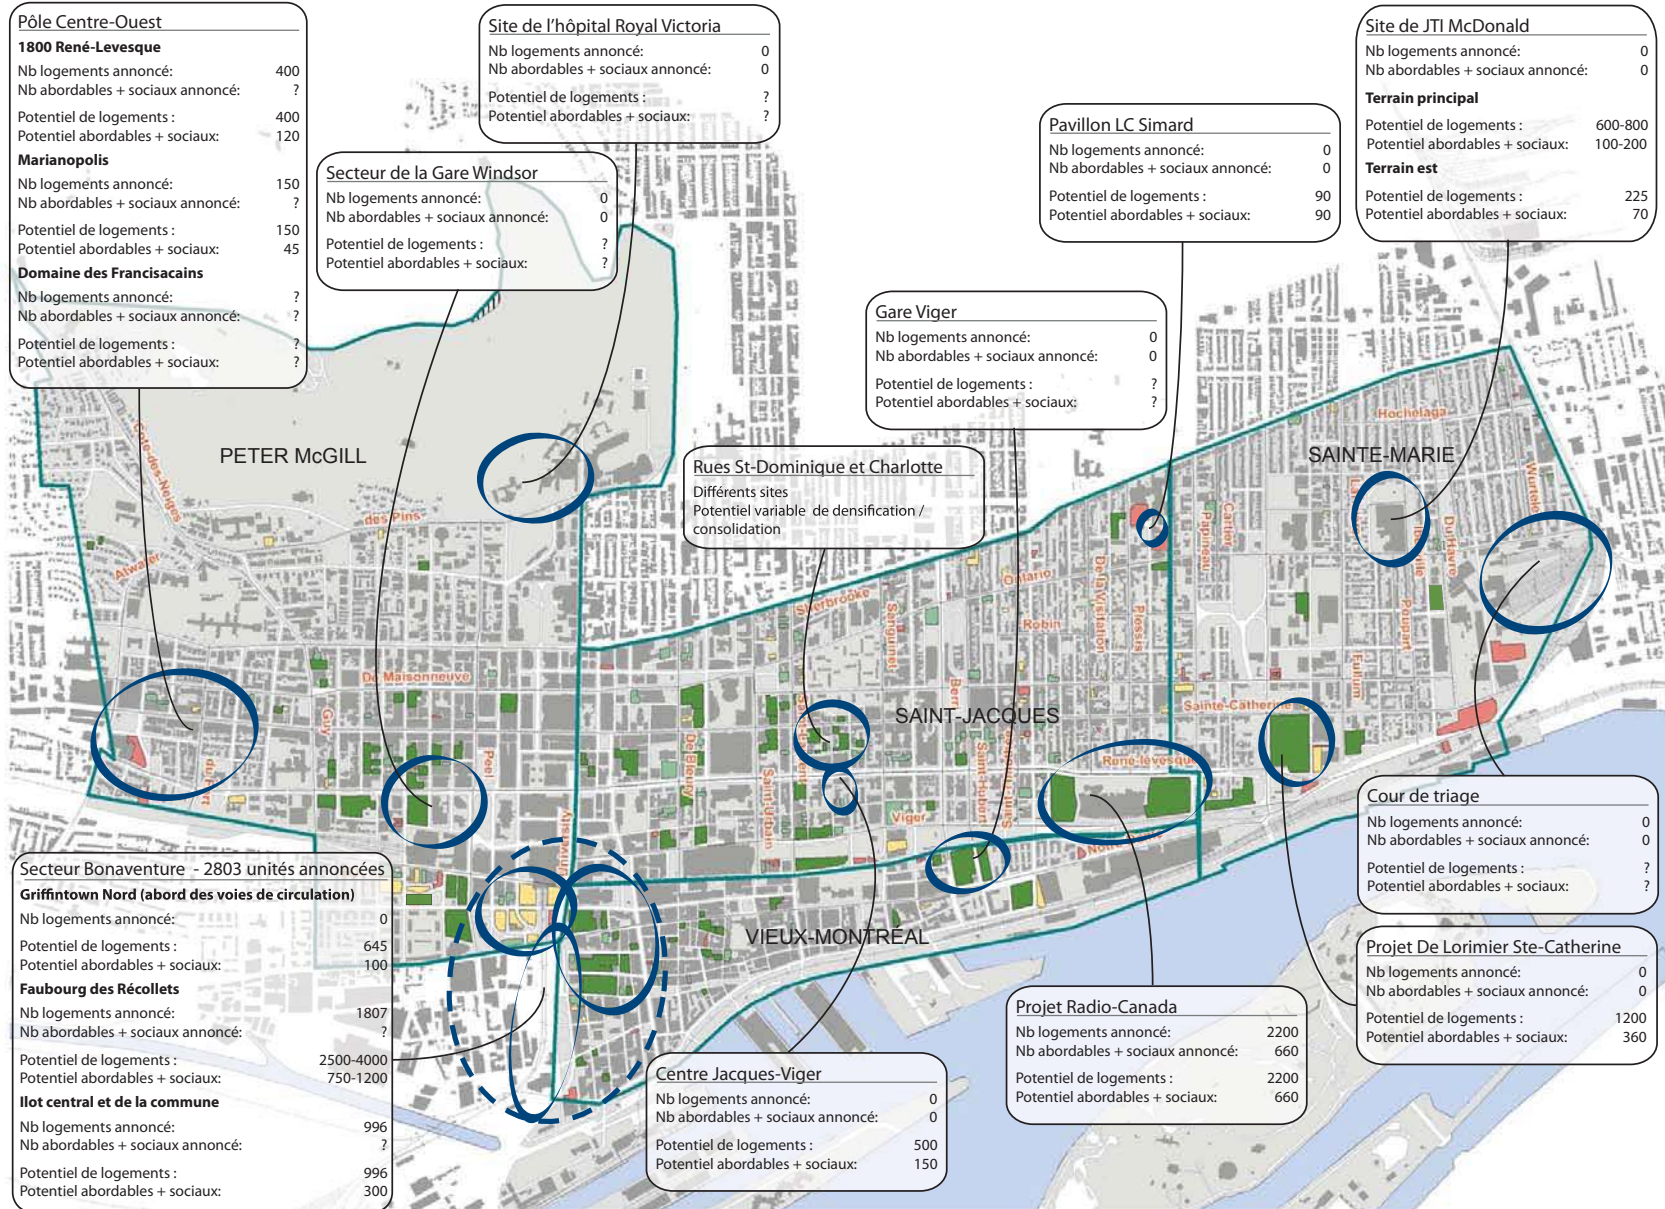 Pôle Centre-Ouest
1800 René-Levesque
Nb logements annoncé: 400
Nb abordables + sociaux annoncé: ?
Potentiel de logements : 400
Potentiel abordables + sociaux: 120
Marianopolis
Nb logements annoncé: 150
Nb abordables + sociaux annoncé: ?
Potentiel de logements : 150
Potentiel abordables + sociaux: 45
Domaine des Francisacains
Nb logements annoncé: ?
Nb abordables + sociaux annoncé: ?
Potentiel de logements : ?
Potentiel abordables + sociaux: ?
Site de l'hôpital Royal Victoria
Nb logements annoncé: 0
Nb abordables + sociaux annoncé: 0
Potentiel de logements : ?
Potentiel abordables + sociaux: ?
Secteur de la Gare Windsor
Nb logements annoncé: 0
Nb abordables + sociaux annoncé: 0
Potentiel de logements : ?
Potentiel abordables + sociaux: ?
Site de JTI McDonald
Nb logements annoncé: 0
Nb abordables + sociaux annoncé: 0
Terrain principal
Potentiel de logements : 600-800
Potentiel abordables + sociaux: 100-200
Terrain est
Potentiel de logements : 225
Potentiel abordables + sociaux: 70
Pavillon LC Simard
Nb logements annoncé: 0
Nb abordables + sociaux annoncé: 0
Potentiel de logements : 90
Potentiel abordables + sociaux: 90
Gare Viger
Nb logements annoncé: 0
Nb abordables + sociaux annoncé: 0
Potentiel de logements : ?
Potentiel abordables + sociaux: ?
Rues St-Dominique et Charlotte
Différents sites
Potentiel variable de densification /
consolidation
PETER McGILL
SAINTE-MARIE
SAINT-JACQUES
VIEUX-MONTRÉAL
Côte-des-Neiges
des Pins
Atwater
De Maisonneuve
Guy
du Fort
Peel
University
De Bleury
Saint-Urbain
Saint-Laurent
Sherbrooke
Sanguinet
Berri
Saint-Hubert
Ontario
Robin
De la Visitation
Plessis
Papineau
Cartier
Hochelaga
Wurtele
Dufresne
Poupart
Fullum
Sainte-Catherine
René-lévesque
Viger
Notre-Dame
Secteur Bonaventure - 2803 unités annoncées
Griffintown Nord (abord des voies de circulation)
Nb logements annoncé: 0
Potentiel de logements : 645
Potentiel abordables + sociaux: 100
Faubourg des Récollets
Nb logements annoncé: 1807
Nb abordables + sociaux annoncé: ?
Potentiel de logements : 2500-4000
Potentiel abordables + sociaux: 750-1200
Ilot central et de la commune
Nb logements annoncé: 996
Nb abordables + sociaux annoncé: ?
Potentiel de logements : 996
Potentiel abordables + sociaux: 300
Centre Jacques-Viger
Nb logements annoncé: 0
Nb abordables + sociaux annoncé: 0
Potentiel de logements : 500
Potentiel abordables + sociaux: 150
Projet Radio-Canada
Nb logements annoncé: 2200
Nb abordables + sociaux annoncé: 660
Potentiel de logements : 2200
Potentiel abordables + sociaux: 660
Cour de triage
Nb logements annoncé: 0
Nb abordables + sociaux annoncé: 0
Potentiel de logements : ?
Potentiel abordables + sociaux: ?
Projet De Lorimier Ste-Catherine
Nb logements annoncé: 0
Nb abordables + sociaux annoncé: 0
Potentiel de logements : 1200
Potentiel abordables + sociaux: 360